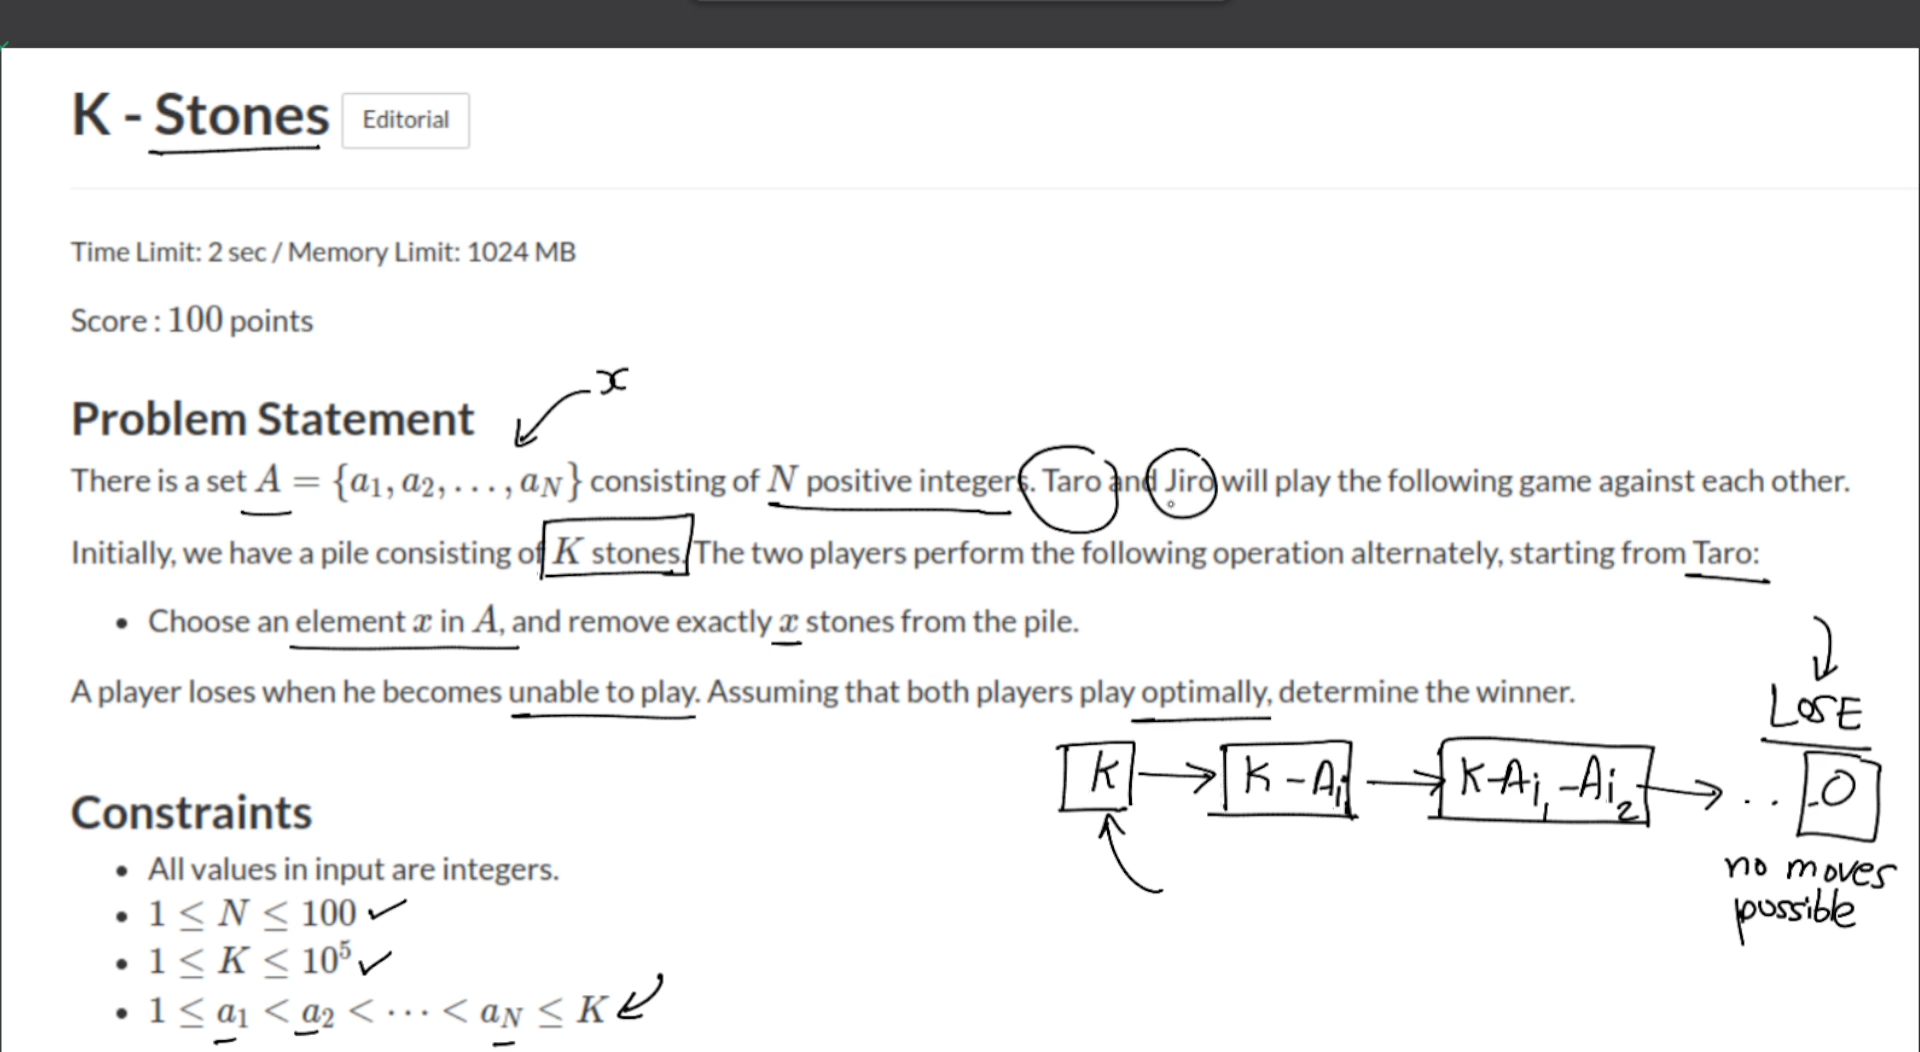 K - Stones Editorial
Time Limit: 2 sec / Memory Limit: 1024 MB
Score : 100 points
x
Problem Statement
There is a set A = {a₁, a₂, . . . , a_N} consisting of N positive integers. Taro and Jiro will play the following game against each other.
Initially, we have a pile consisting of K stones. The two players perform the following operation alternately, starting from Taro:
• Choose an element x in A, and remove exactly x stones from the pile.
A player loses when he becomes unable to play. Assuming that both players play optimally, determine the winner.
LOSE
K → K - Ai₁ → K-Ai₁ -Ai₂ → .. 0
no moves
possible
Constraints
• All values in input are integers.
• 1 ≤ N ≤ 100 ✓
• 1 ≤ K ≤ 10⁵ ✓
• 1 ≤ a₁ < a₂ < ⋯ < a_N ≤ K